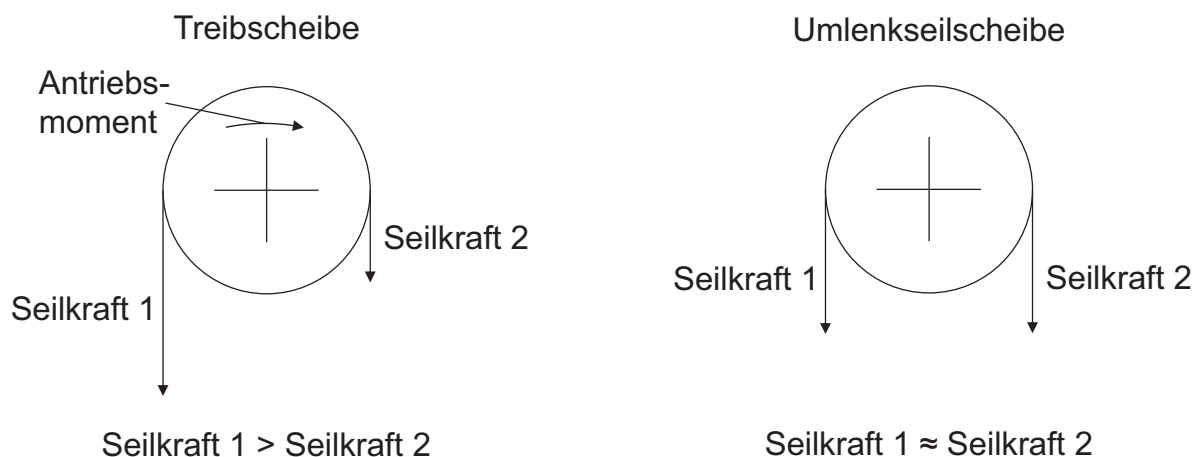 Treibscheibe
Antriebs-
moment
Seilkraft 2
Seilkraft 1
Seilkraft 1 > Seilkraft 2
Umlenkseilscheibe
Seilkraft 1
Seilkraft 2
Seilkraft 1 ≈ Seilkraft 2